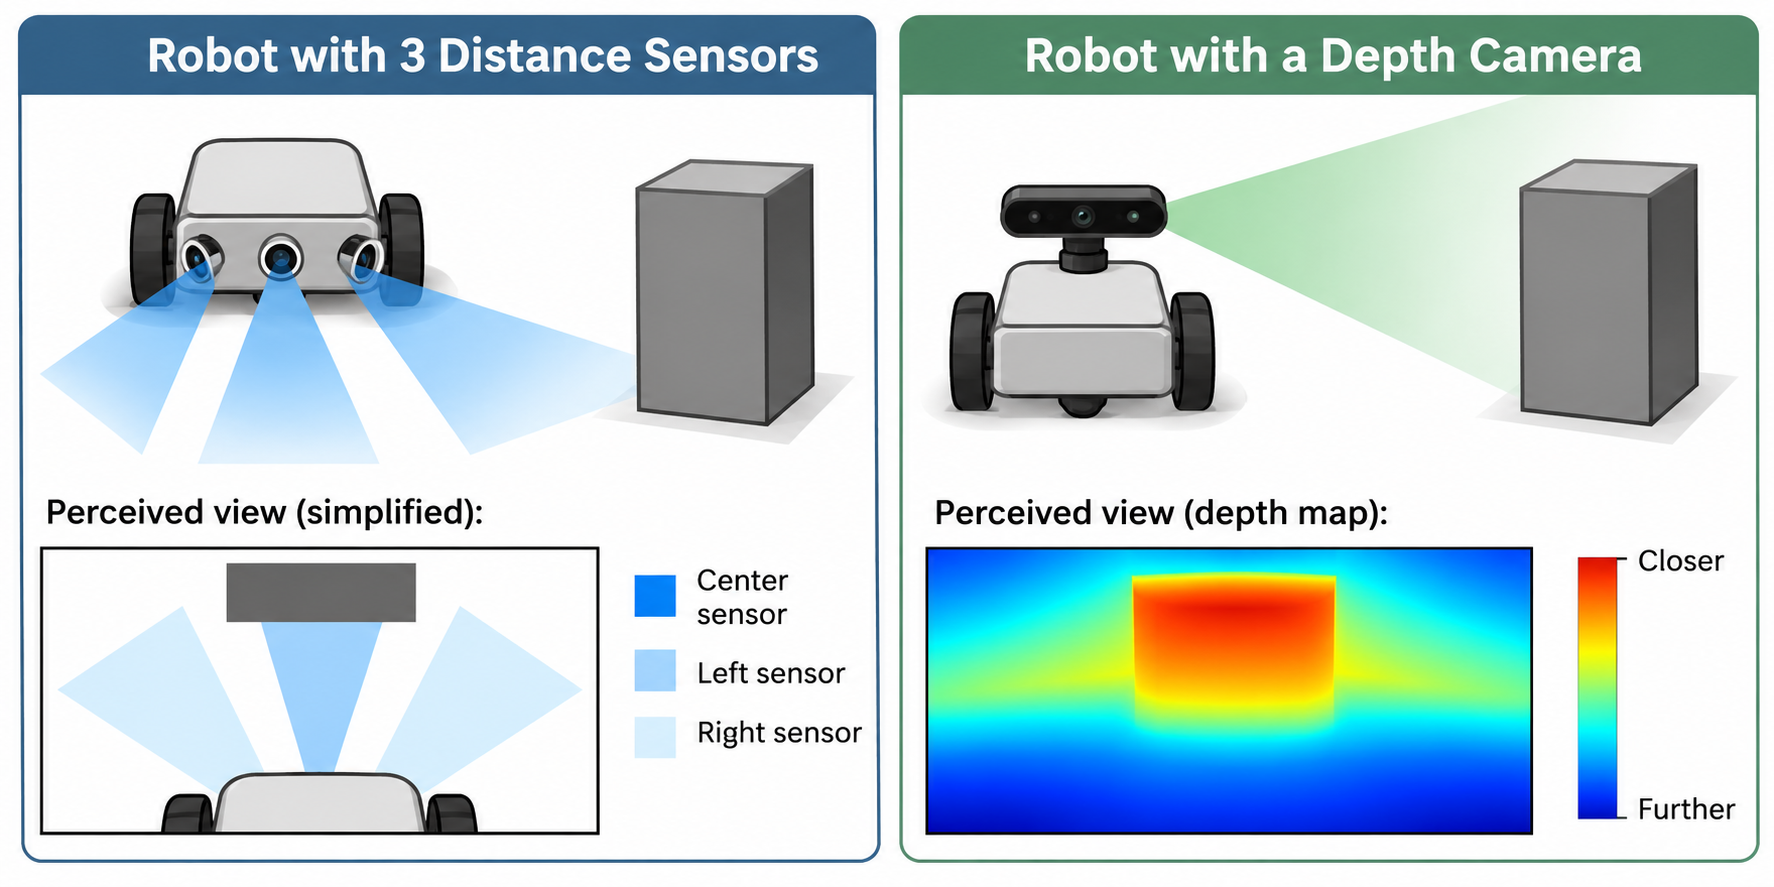 Robot with 3 Distance Sensors
Perceived view (simplified):
Center
sensor
Left sensor
Right sensor
Robot with a Depth Camera
Perceived view (depth map):
Closer
Further